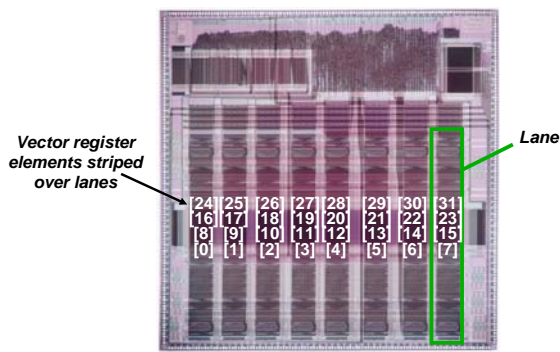 Lane
Vector register
elements striped
over lanes
[24] [25] [26] [27] [28] [29] [30] [31]
[16] [17] [18] [19] [20] [21] [22] [23]
[8] [9] [10] [11] [12] [13] [14] [15]
[0] [1] [2] [3] [4] [5] [6] [7]